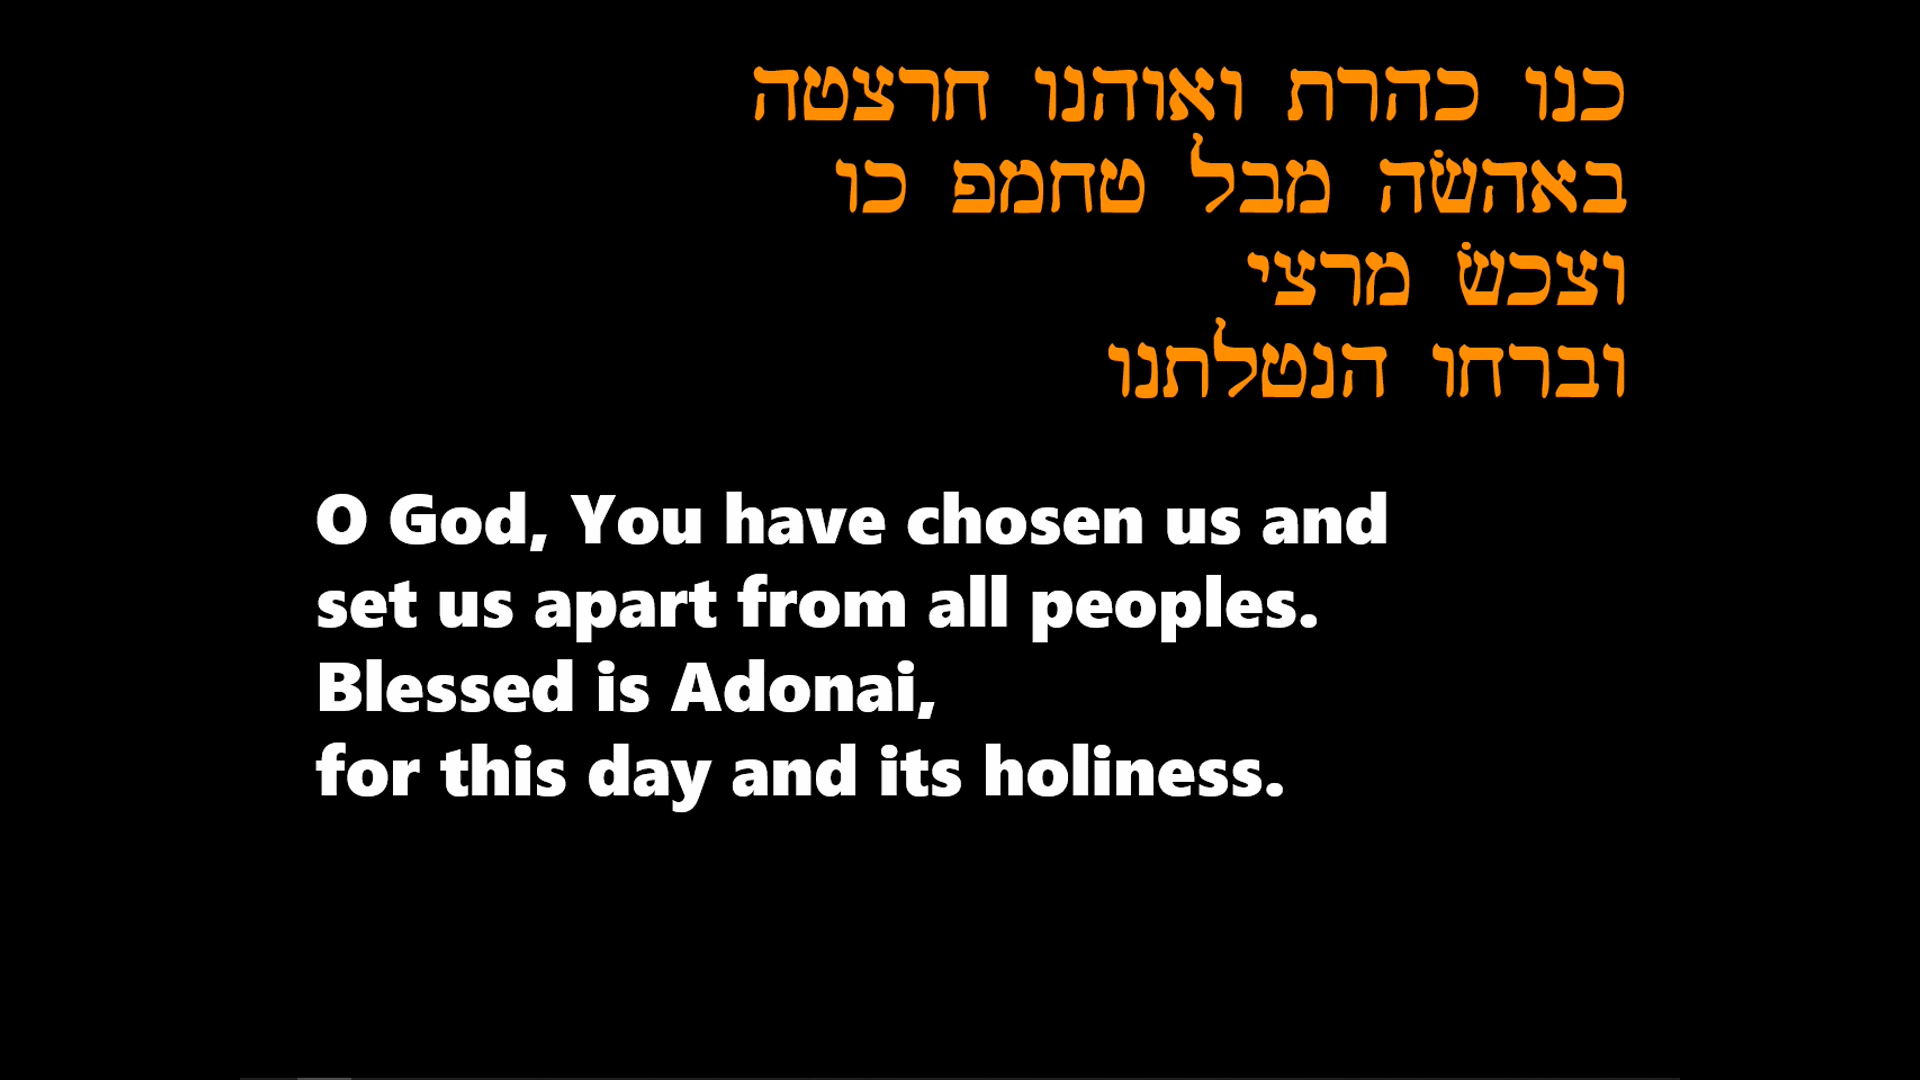 כנו כהרת ואוהנו חרצטה
באהשׂה מבל טחמפ כו
וצכשׂ מרצי
וברחו הנטלתנו
O God, You have chosen us and
set us apart from all peoples.
Blessed is Adonai,
for this day and its holiness.